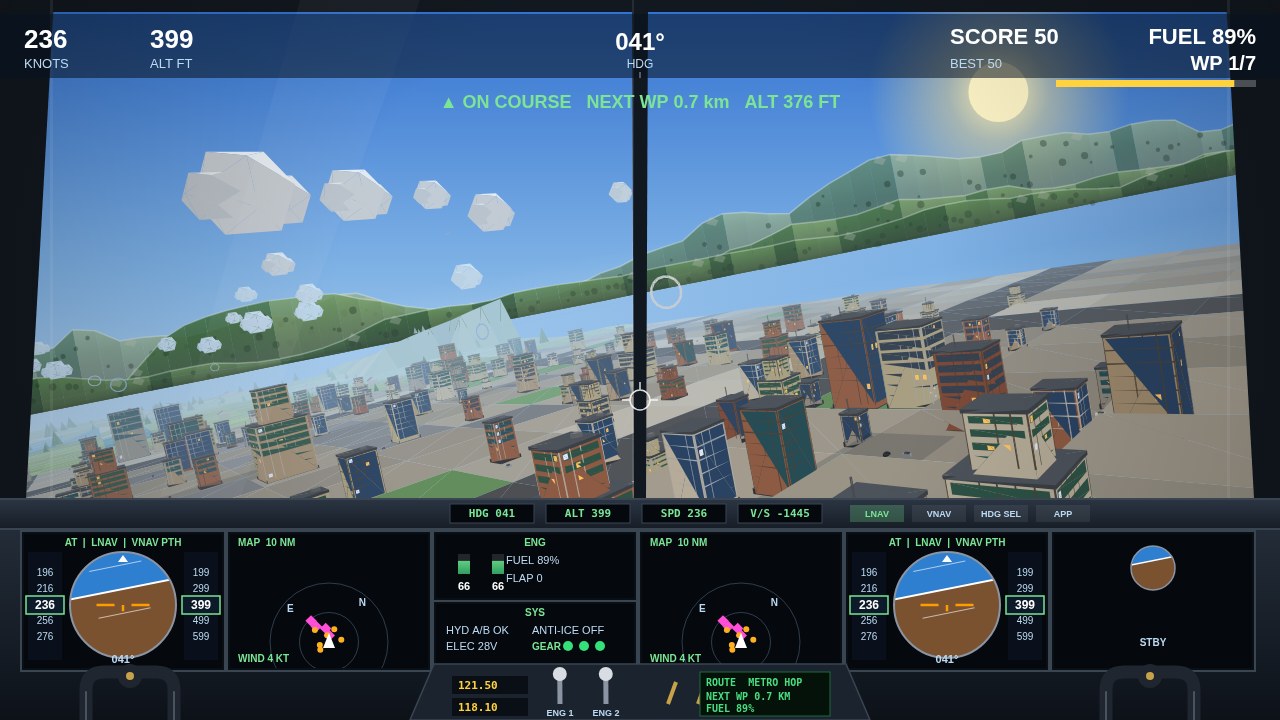 236
KNOTS
399
ALT FT
041°
HDG
SCORE 50
BEST 50
FUEL 89%
WP 1/7
▲ ON COURSE NEXT WP 0.7 km ALT 376 FT
HDG 041
ALT 399
SPD 236
V/S -1445
LNAV
VNAV
HDG SEL
APP
AT | LNAV | VNAV PTH
196
216
236
256
276
199
299
399
499
599
041°
MAP 10 NM
E
N
WIND 4 KT
ENG
66
66
FUEL 89%
FLAP 0
SYS
HYD A/B OK
ANTI-ICE OFF
ELEC 28V
GEAR
MAP 10 NM
E
N
WIND 4 KT
AT | LNAV | VNAV PTH
196
216
236
256
276
199
299
399
499
599
041°
STBY
121.50
118.10
ENG 1
ENG 2
ROUTE METRO HOP
NEXT WP 0.7 KM
FUEL 89%